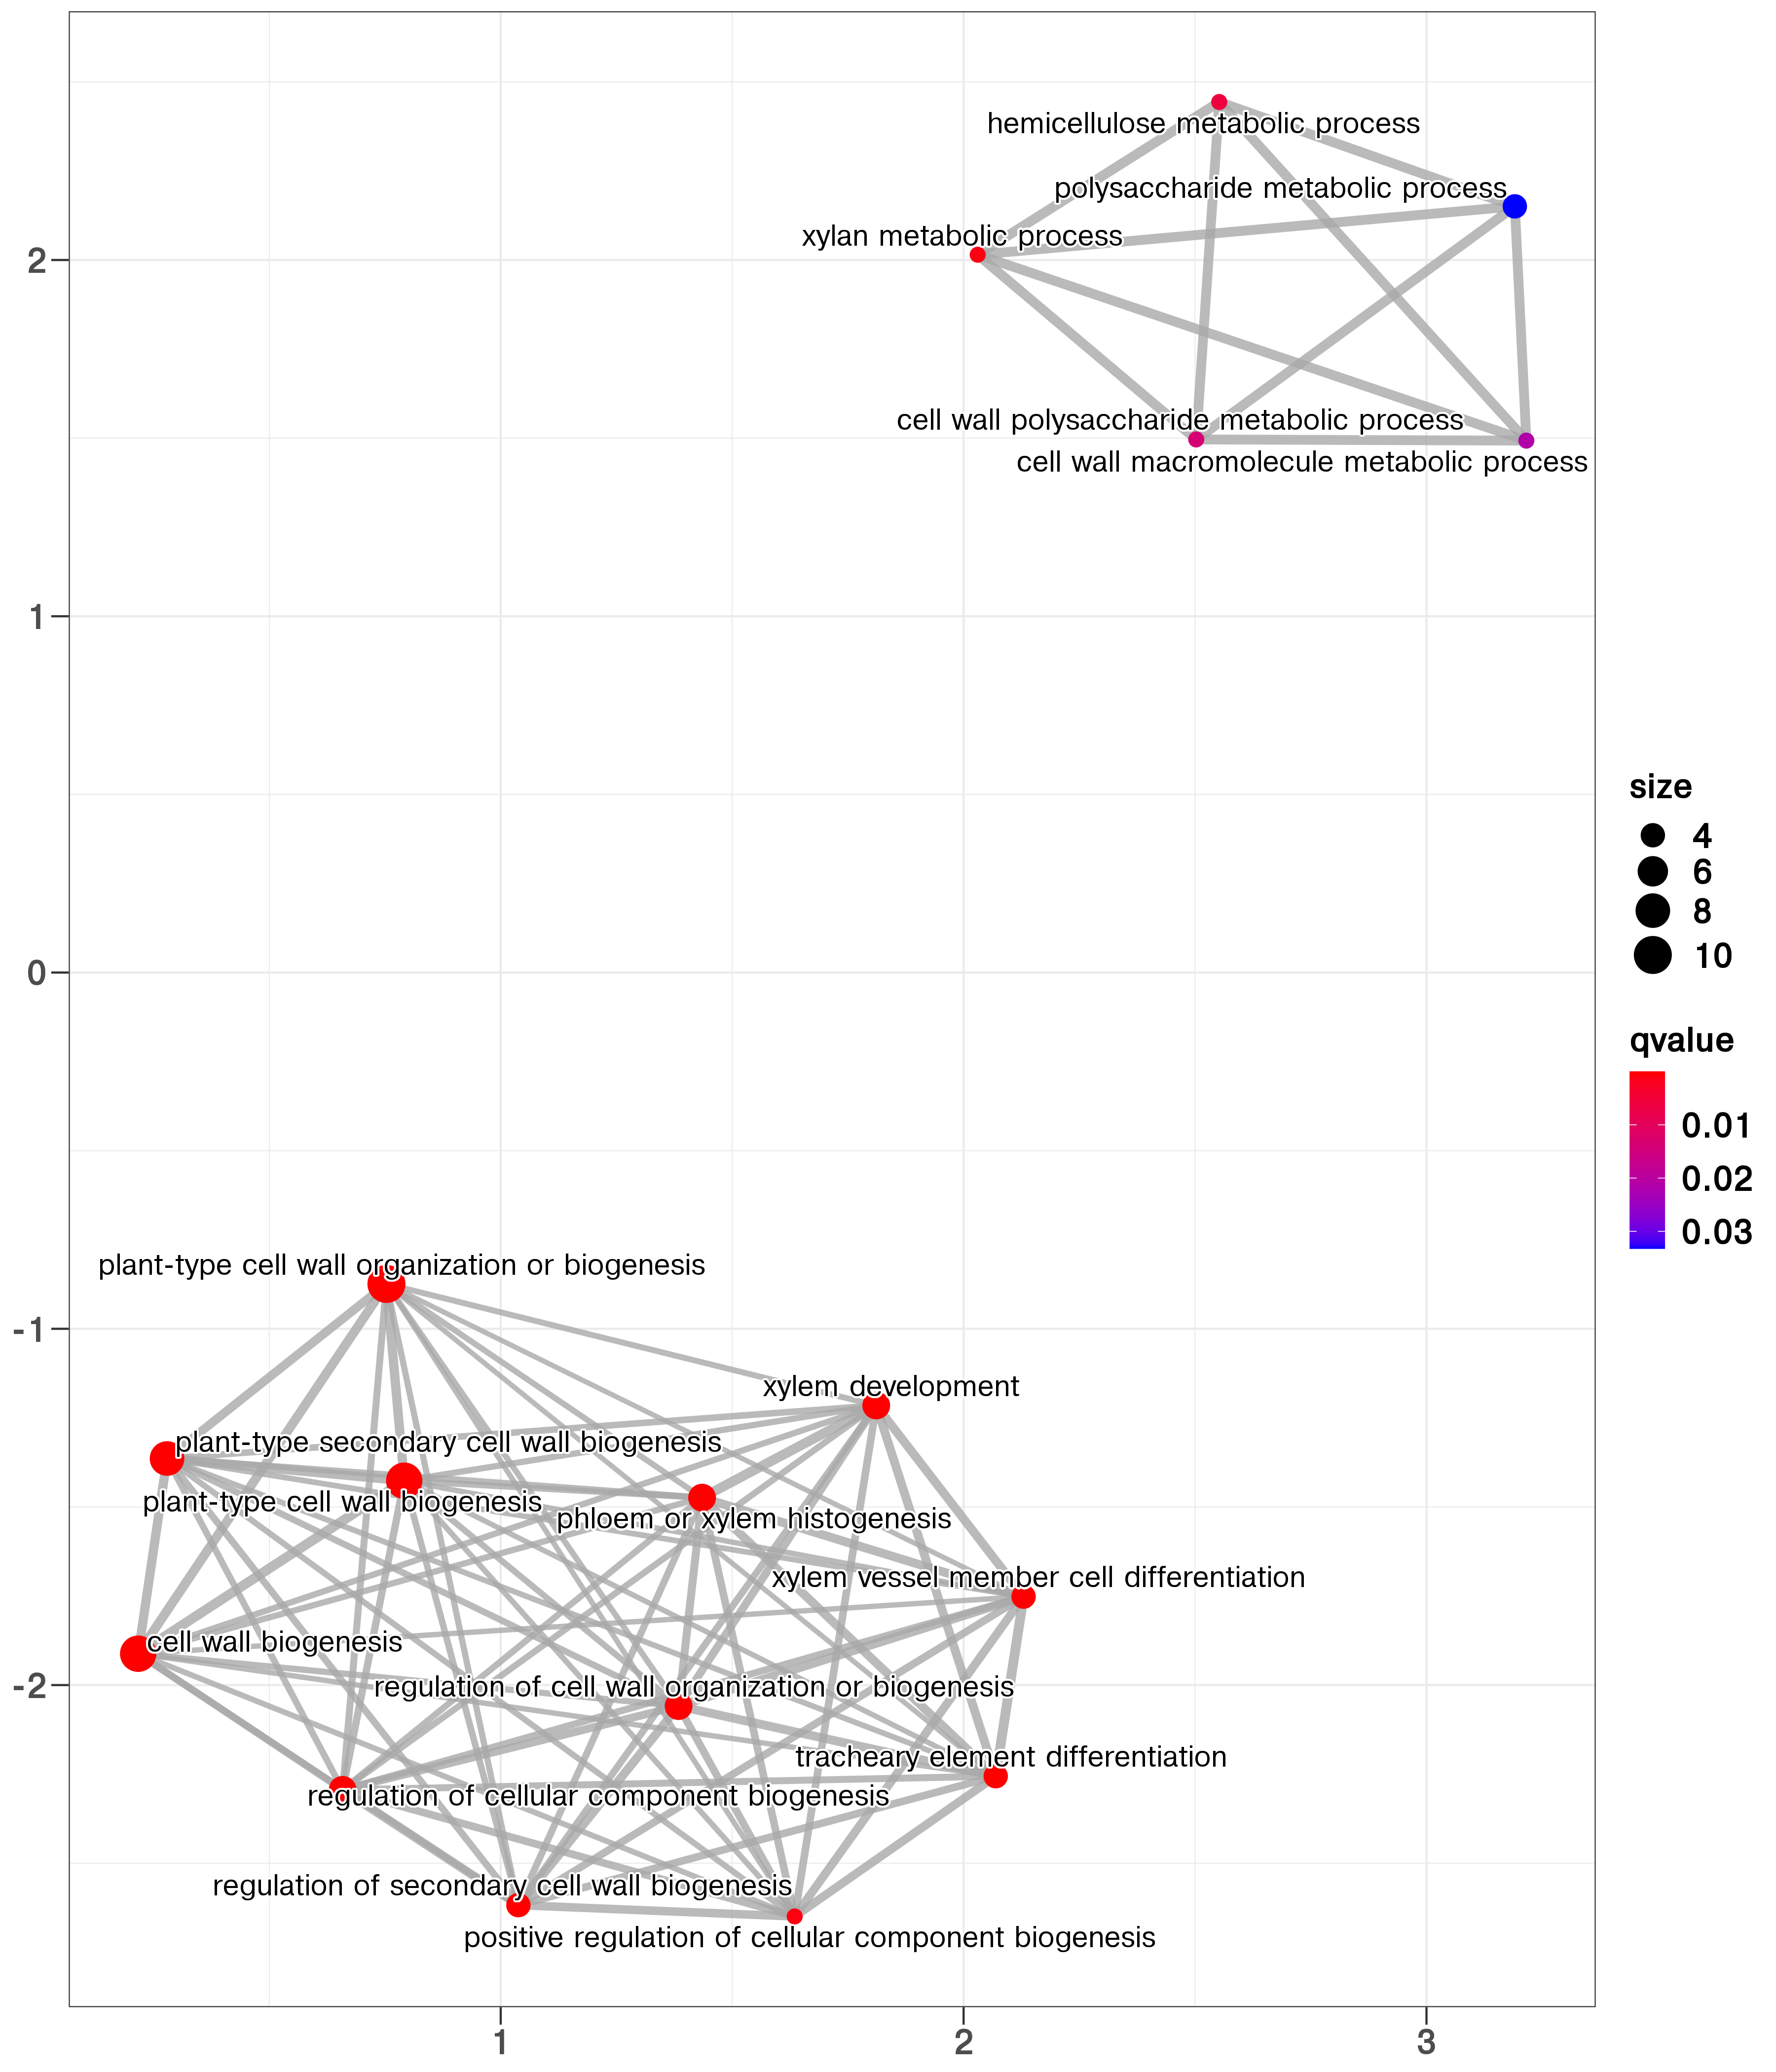 hemicellulose metabolic process
polysaccharide metabolic process
xylan metabolic process
2
cell wall polysaccharide metabolic process
cell wall macromolecule metabolic process
1
size
4
6
8
10
0
qvalue
0.01
0.02
0.03
plant-type cell wall organization or biogenesis
-1
xylem development
plant-type secondary cell wall biogenesis
plant-type cell wall biogenesis
phloem or xylem histogenesis
xylem vessel member cell differentiation
cell wall biogenesis
-2
regulation of cell wall organization or biogenesis
tracheary element differentiation
regulation of cellular component biogenesis
regulation of secondary cell wall biogenesis
positive regulation of cellular component biogenesis
1 2 3